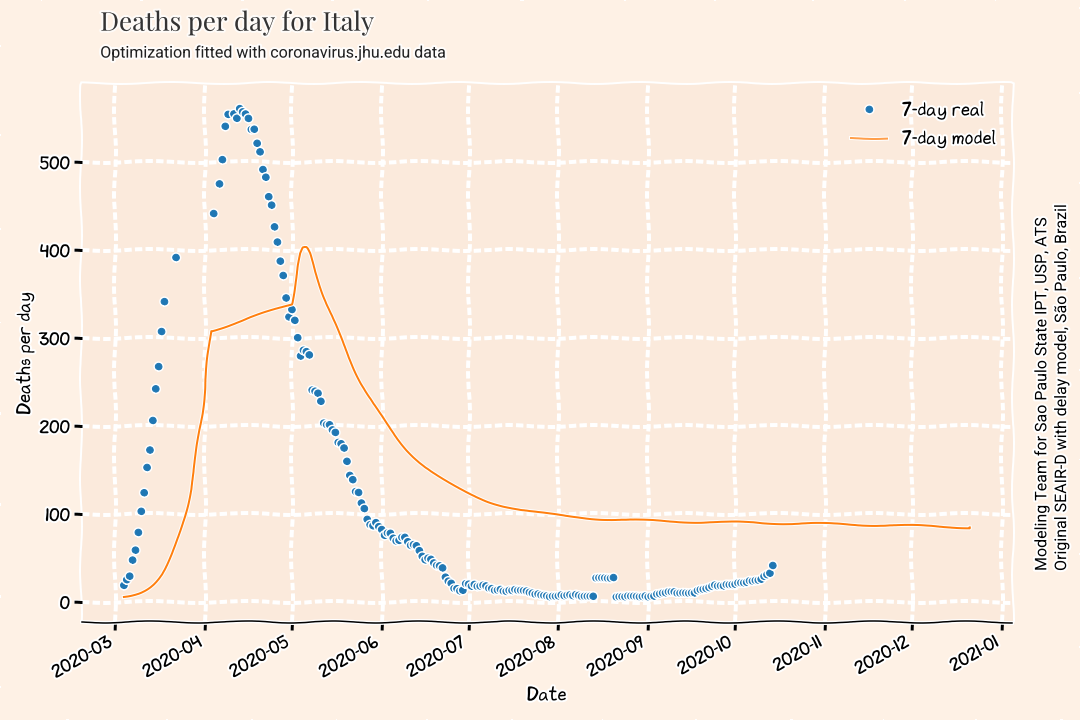 Deaths per day for Italy
Optimization fitted with coronavirus.jhu.edu data
7-day real
7-day model
500
400
300
200
100
0
Deaths per day
2020-03
2020-04
2020-05
2020-06
2020-07
2020-08
2020-09
2020-10
2020-11
2020-12
2021-01
Date
Modeling Team for Sao Paulo State IPT, USP, ATS
Original SEAIR-D with delay model, São Paulo, Brazil